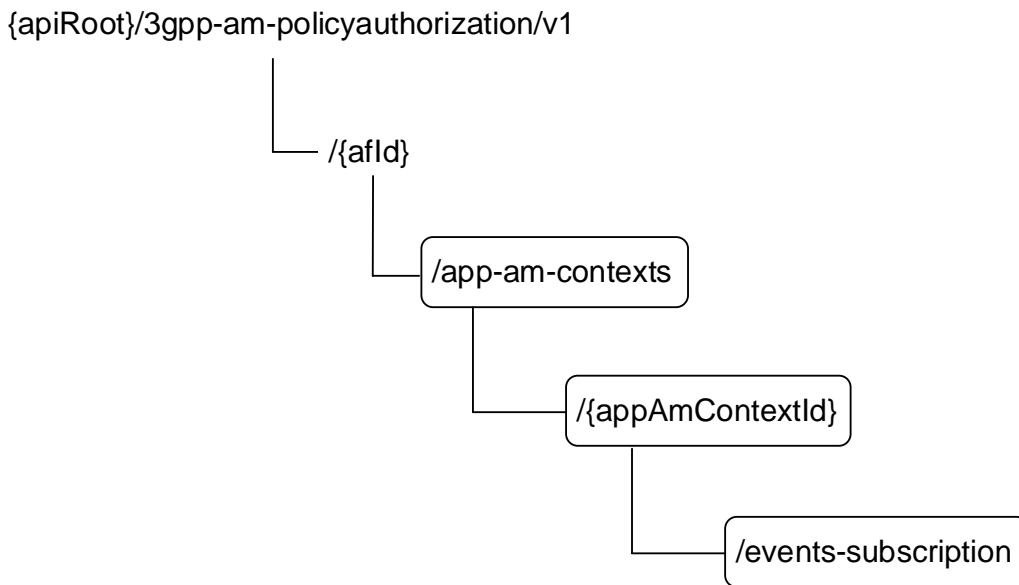 {apiRoot}/3gpp-am-policyauthorization/v1
/{afId}
/app-am-contexts
/{appAmContextId}
/events-subscription